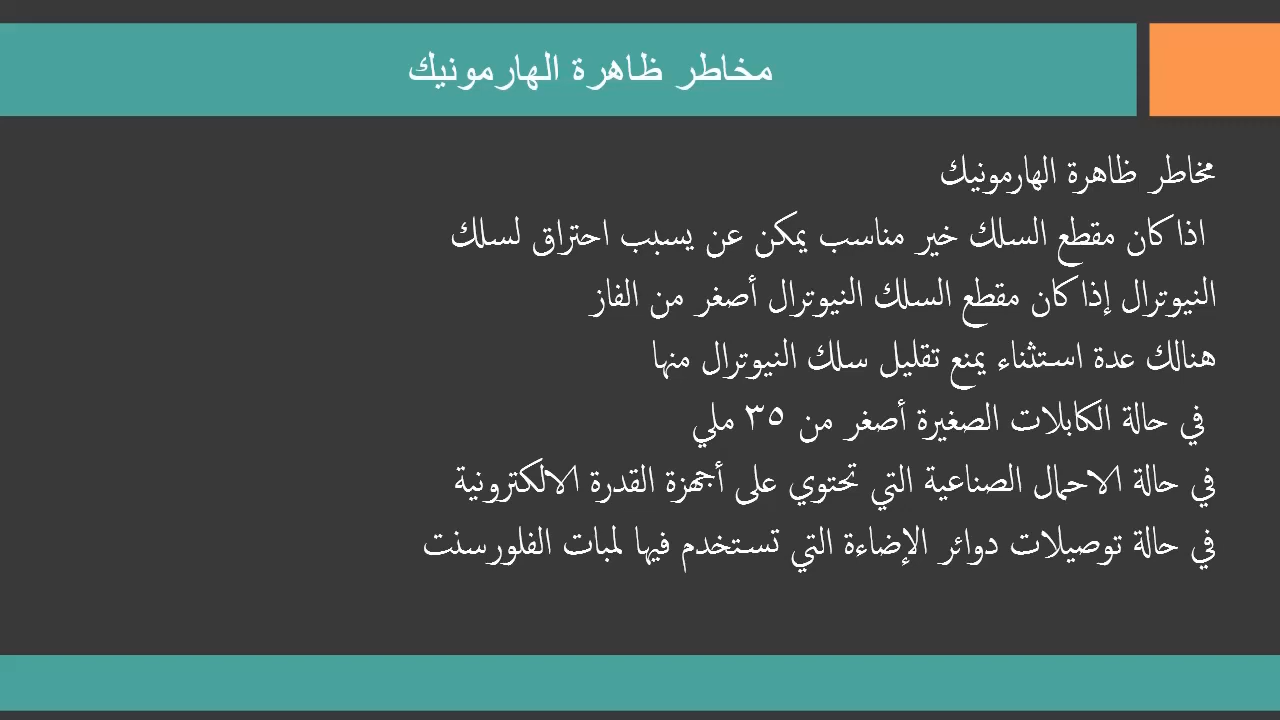 مخاطر ظاهرة الهارمونيك
مخاطر ظاهرة الهارمونيك
اذا كان مقطع السلك خير مناسب يمكن عن يسبب احتراق لسلك
النيوترال إذا كان مقطع السلك النيوترال أصغر من الفاز
هنالك عدة استثناء يمنع تقليل سلك النيوترال منها
في حالة الكابلات الصغيرة أصغر من ٣٥ ملي
في حالة الاحمال الصناعية التي تحتوي على أجهزة القدرة الالكترونية
في حالة توصيلات دوائر الإضاءة التي تستخدم فيها لمبات الفلورسنت